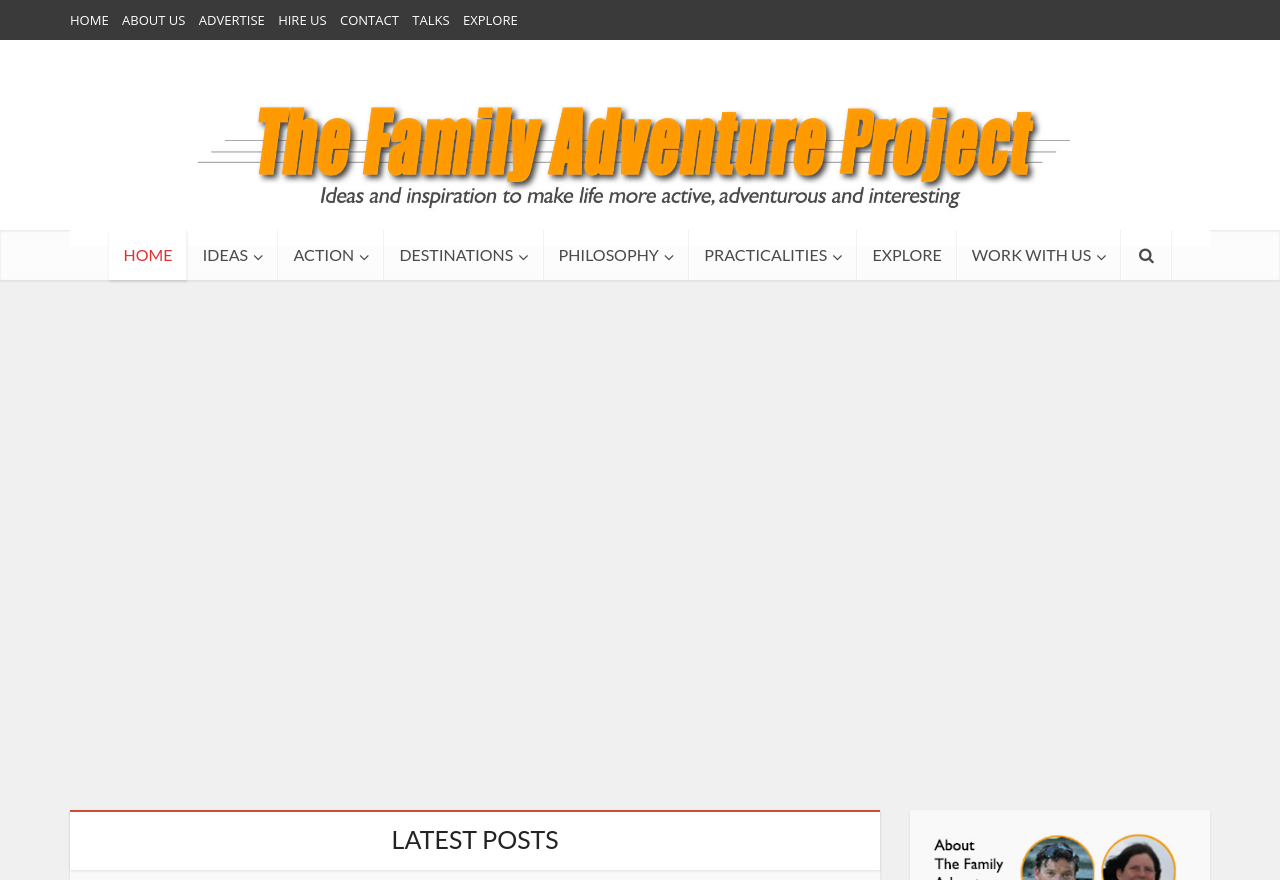 HOME ABOUT US ADVERTISE HIRE US CONTACT TALKS EXPLORE
The Family Adventure Project
Ideas and inspiration to make life more active, adventurous and interesting
HOME IDEAS ACTION DESTINATIONS PHILOSOPHY PRACTICALITIES EXPLORE WORK WITH US
LATEST POSTS
About
The Family